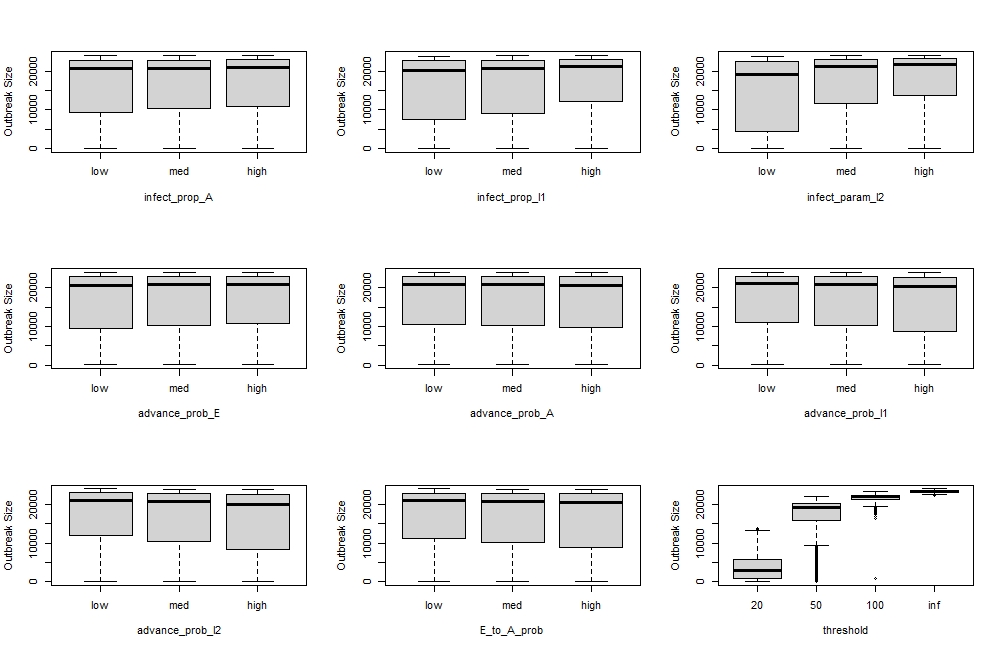 Outbreak Size
0 10000 20000
low med high
infect_prop_A
Outbreak Size
0 10000 20000
low med high
infect_prop_I1
Outbreak Size
0 10000 20000
low med high
infect_param_I2
Outbreak Size
0 10000 20000
low med high
advance_prob_E
Outbreak Size
0 10000 20000
low med high
advance_prob_A
Outbreak Size
0 10000 20000
low med high
advance_prob_I1
Outbreak Size
0 10000 20000
low med high
advance_prob_I2
Outbreak Size
0 10000 20000
low med high
E_to_A_prob
Outbreak Size
0 10000 20000
20 50 100 inf
threshold